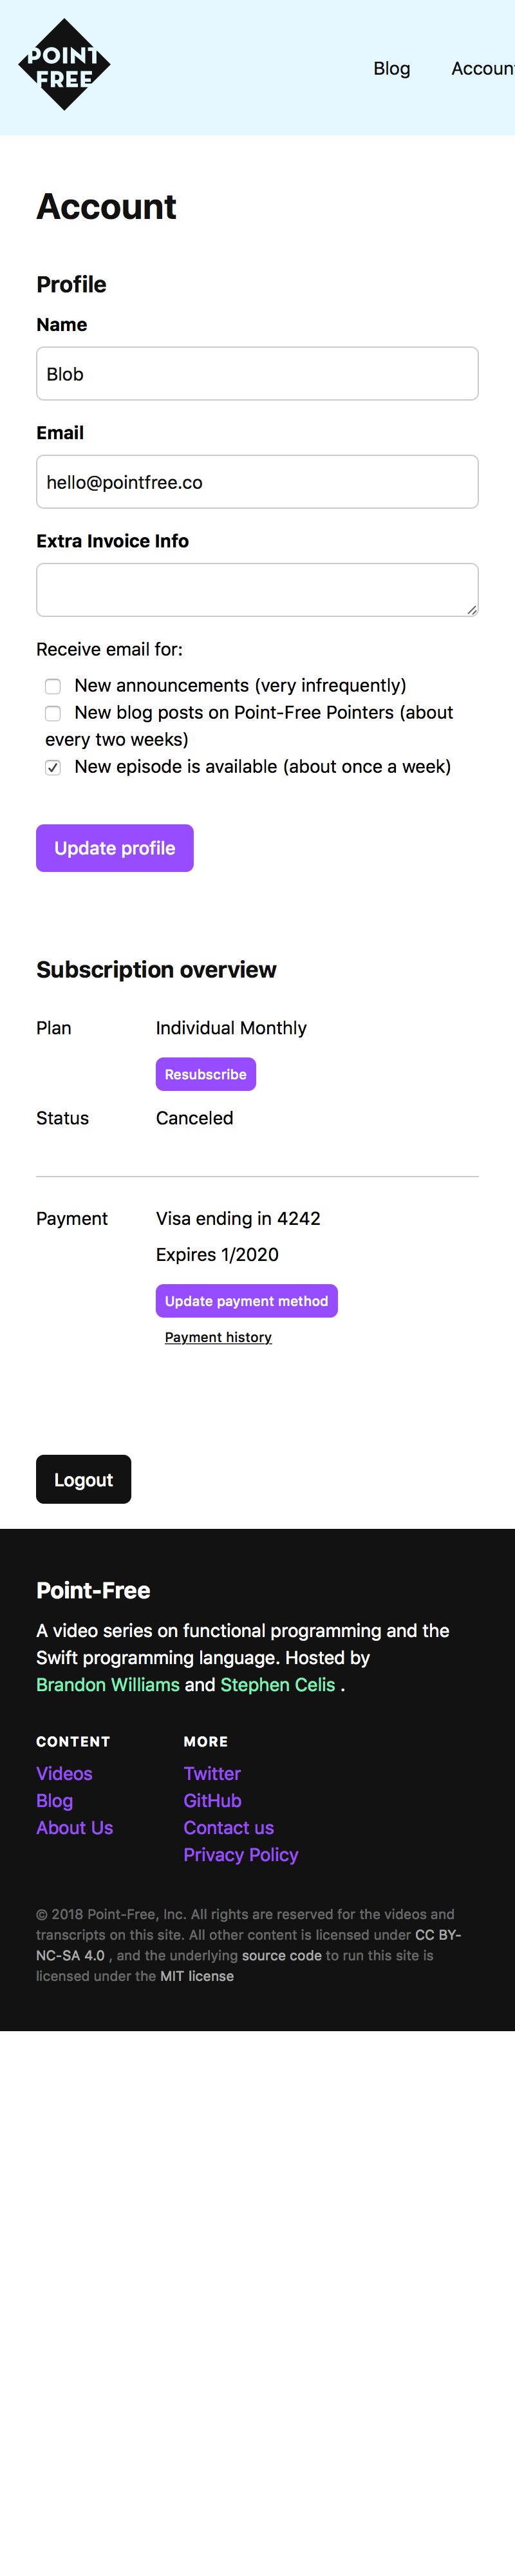 POINT
FREE
Blog
Account
Account
Profile
Name
Blob
Email
hello@pointfree.co
Extra Invoice Info
Receive email for:
New announcements (very infrequently)
New blog posts on Point-Free Pointers (about
every two weeks)
New episode is available (about once a week)
Update profile
Subscription overview
Plan
Individual Monthly
Resubscribe
Status
Canceled
Payment
Visa ending in 4242
Expires 1/2020
Update payment method
Payment history
Logout
Point-Free
A video series on functional programming and the
Swift programming language. Hosted by
Brandon Williams and Stephen Celis .
CONTENT
Videos
Blog
About Us
MORE
Twitter
GitHub
Contact us
Privacy Policy
© 2018 Point-Free, Inc. All rights are reserved for the videos and
transcripts on this site. All other content is licensed under CC BY-
NC-SA 4.0 , and the underlying source code to run this site is
licensed under the MIT license